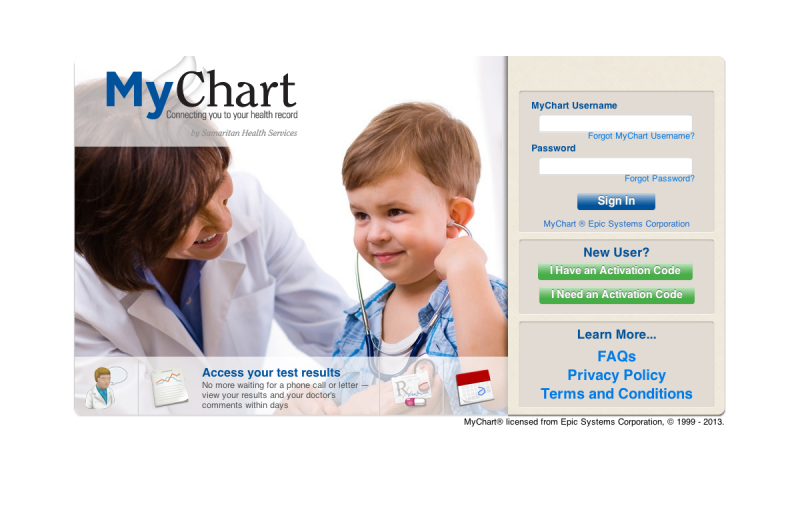 MyChart
Connecting you to your health record
by Samaritan Health Services
MyChart Username
Forgot MyChart Username?
Password
Forgot Password?
Sign In
MyChart ® Epic Systems Corporation
New User?
I Have an Activation Code
I Need an Activation Code
Learn More...
FAQs
Privacy Policy
Terms and Conditions
Access your test results
No more waiting for a phone call or letter —
view your results and your doctor's
comments within days
MyChart® licensed from Epic Systems Corporation, © 1999 - 2013.